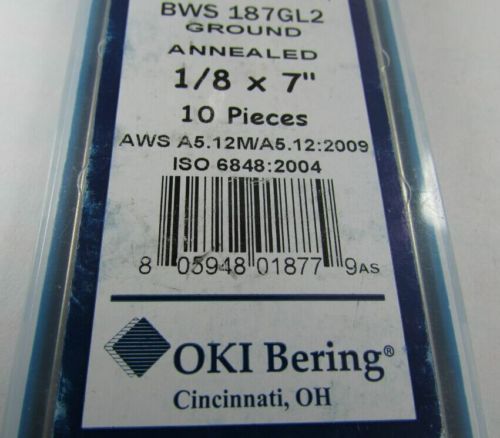 BWS 187GL2
GROUND
ANNEALED
1/8 x 7"
10 Pieces
AWS A5.12M/A5.12:2009
ISO 6848:2004
8 05948 01877 9AS
OKI Bering®
Cincinnati, OH